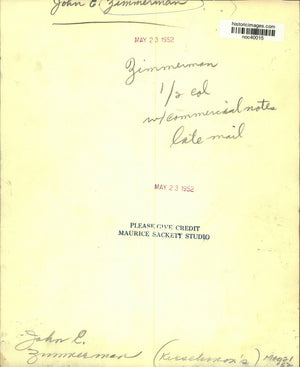 John E. Zimmerman
historicimages.com
noc40015
MAY 23 1952
Zimmerman
1/2 col
w/commercial notes
late mail
MAY 23 1952
PLEASE GIVE CREDIT
MAURICE SACKETT STUDIO
John E.
Zimmerman